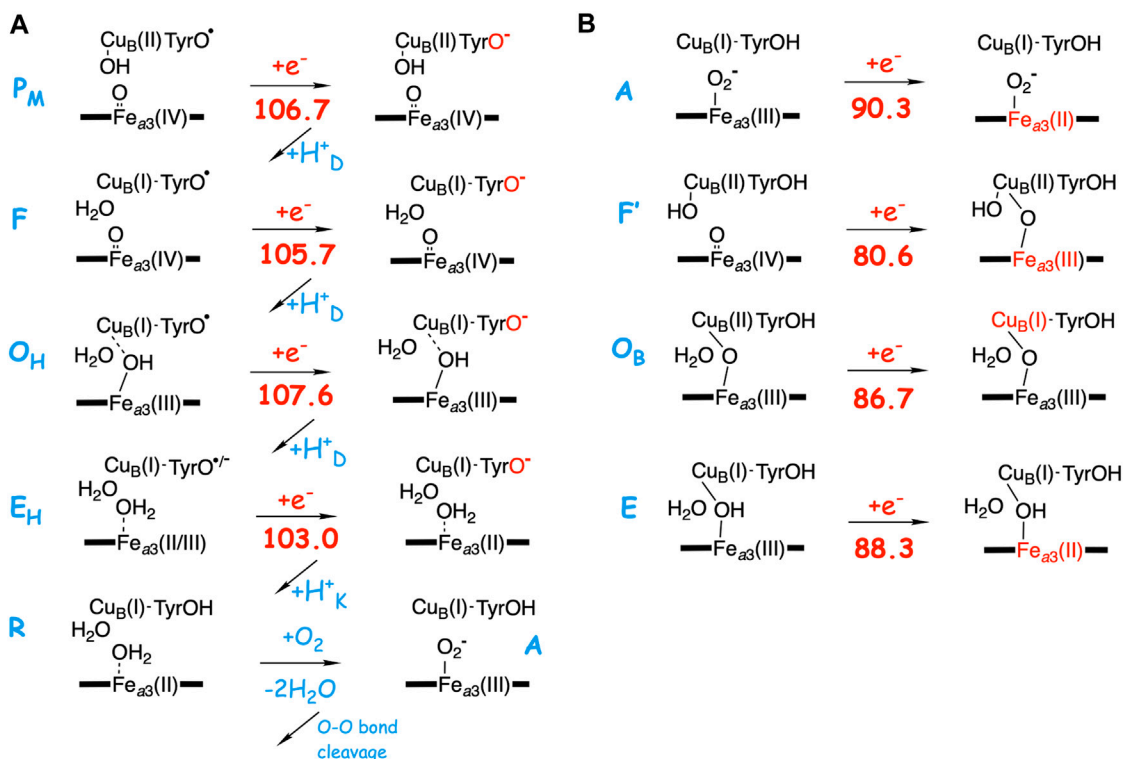 A
Cu_B(II) TyrO•
OH
O
Fe_a3(IV)
P_M
+e⁻
106.7
Cu_B(II) TyrO⁻
OH
O
Fe_a3(IV)
+H⁺_D
Cu_B(I)-TyrO•
H₂O
O
Fe_a3(IV)
F
+e⁻
105.7
Cu_B(I)-TyrO⁻
H₂O
O
Fe_a3(IV)
+H⁺_D
Cu_B(I)-TyrO•
H₂O
OH
Fe_a3(III)
O_H
+e⁻
107.6
Cu_B(I)-TyrO⁻
H₂O
OH
Fe_a3(III)
+H⁺_D
Cu_B(I)-TyrO•/-
H₂O
OH₂
Fe_a3(II/III)
E_H
+e⁻
103.0
Cu_B(I)-TyrO⁻
H₂O
OH₂
Fe_a3(II)
+H⁺_K
Cu_B(I)-TyrOH
H₂O
OH₂
Fe_a3(II)
R
+O₂
-2H₂O
Cu_B(I)-TyrOH
O₂⁻
Fe_a3(III)
A
O-O bond
cleavage
B
Cu_B(I)-TyrOH
O₂⁻
Fe_a3(III)
A
+e⁻
90.3
Cu_B(I)-TyrOH
O₂⁻
Fe_a3(II)
Cu_B(II) TyrOH
HO
O
Fe_a3(IV)
F'
+e⁻
80.6
Cu_B(II) TyrOH
HO
O
Fe_a3(III)
Cu_B(II) TyrOH
H₂O
O
Fe_a3(III)
O_B
+e⁻
86.7
Cu_B(I)-TyrOH
H₂O
O
Fe_a3(III)
Cu_B(I)-TyrOH
H₂O
OH
Fe_a3(III)
E
+e⁻
88.3
Cu_B(I)-TyrOH
H₂O
OH
Fe_a3(II)